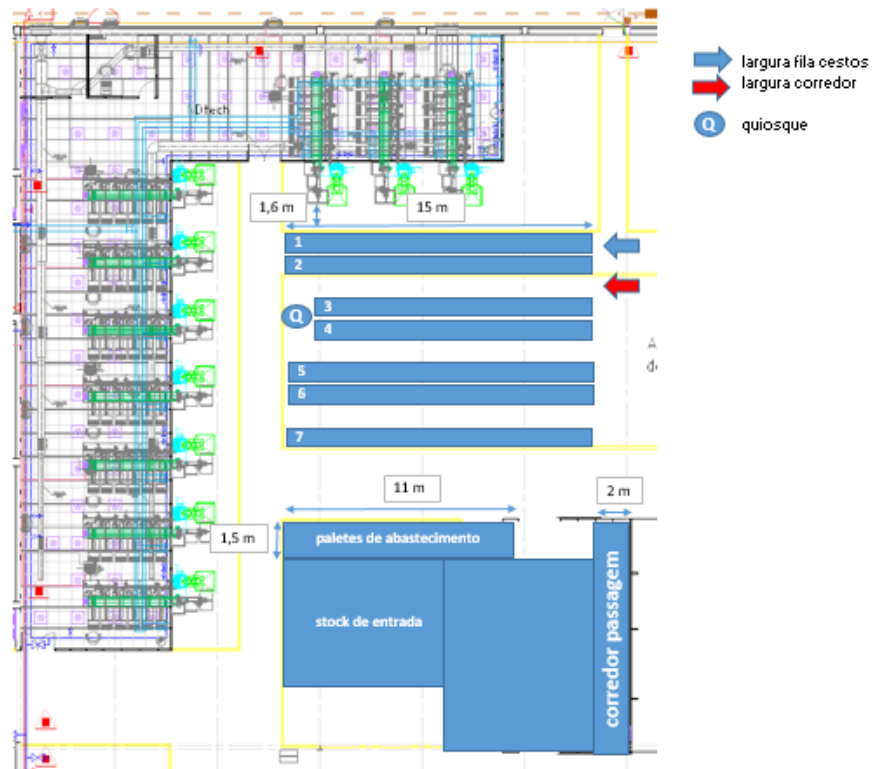 largura fila cestos
largura corredor
Q quiosque
Ditech
1,6 m
15 m
1
2
Q
3
4
5
6
7
11 m
2 m
1,5 m
paletes de abastecimento
stock de entrada
corredor passagem